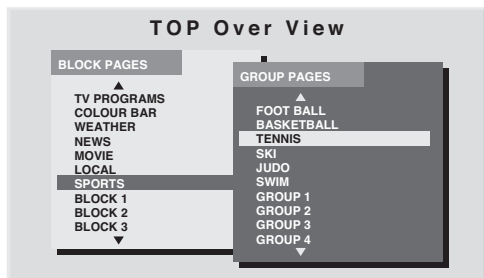 TOP Over View
BLOCK PAGES
TV PROGRAMS
COLOUR BAR
WEATHER
NEWS
MOVIE
LOCAL
SPORTS
BLOCK 1
BLOCK 2
BLOCK 3
GROUP PAGES
FOOT BALL
BASKETBALL
TENNIS
SKI
JUDO
SWIM
GROUP 1
GROUP 2
GROUP 3
GROUP 4